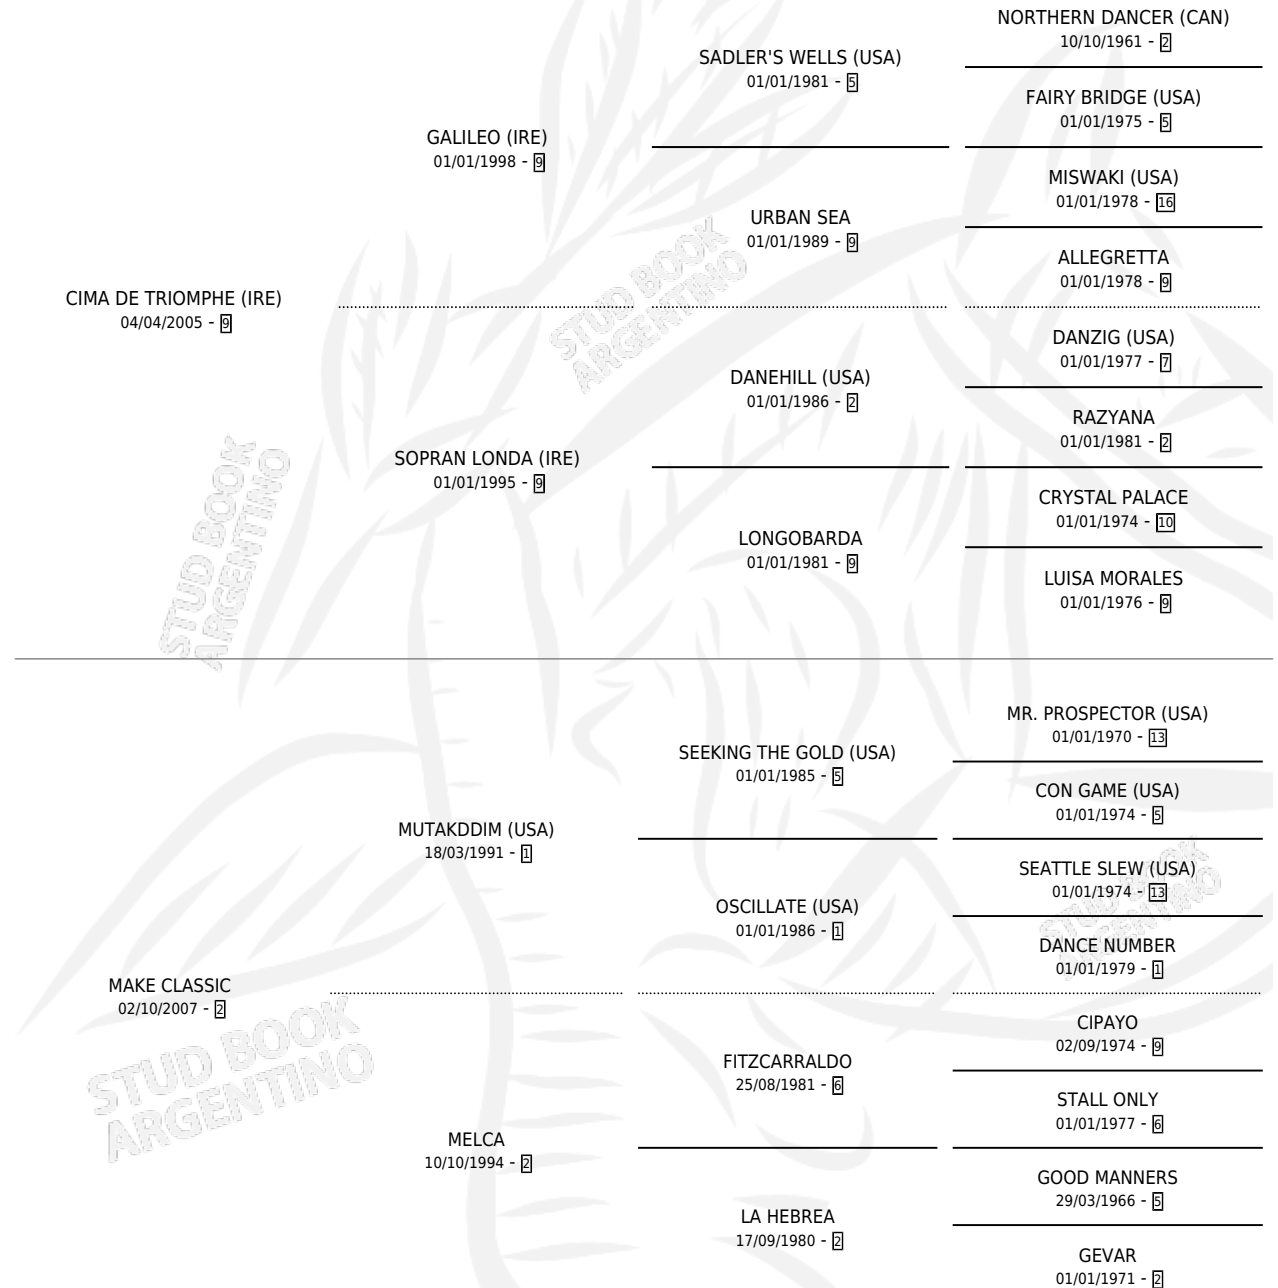 NORTHERN DANCER (CAN)
10/10/1961 - 2
SADLER'S WELLS (USA)
01/01/1981 - 5
FAIRY BRIDGE (USA)
01/01/1975 - 5
GALILEO (IRE)
01/01/1998 - 9
MISWAKI (USA)
01/01/1978 - 16
URBAN SEA
01/01/1989 - 9
ALLEGRETTA
01/01/1978 - 9
CIMA DE TRIOMPHE (IRE)
04/04/2005 - 9
DANZIG (USA)
01/01/1977 - 7
DANEHILL (USA)
01/01/1986 - 2
RAZYANA
01/01/1981 - 2
SOPRAN LONDA (IRE)
01/01/1995 - 9
CRYSTAL PALACE
01/01/1974 - 10
LONGOBARDA
01/01/1981 - 9
LUISA MORALES
01/01/1976 - 9
MR. PROSPECTOR (USA)
01/01/1970 - 13
SEEKING THE GOLD (USA)
01/01/1985 - 5
CON GAME (USA)
01/01/1974 - 5
MUTAKDDIM (USA)
18/03/1991 - 1
SEATTLE SLEW (USA)
01/01/1974 - 13
OSCILLATE (USA)
01/01/1986 - 1
DANCE NUMBER
01/01/1979 - 1
MAKE CLASSIC
02/10/2007 - 2
CIPAYO
02/09/1974 - 9
FITZCARRALDO
25/08/1981 - 6
STALL ONLY
01/01/1977 - 6
MELCA
10/10/1994 - 2
GOOD MANNERS
29/03/1966 - 5
LA HEBREA
17/09/1980 - 2
GEVAR
01/01/1971 - 2
STUD BOOK
ARGENTINO
STUD BOOK
ARGENTINO
STUD BOOK
ARGENTINO
STUD BOOK
ARGENTINO